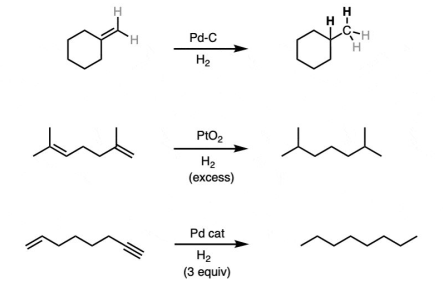 H
H
Pd-C
H₂
H
H
C
H
H
PtO₂
H₂
(excess)
Pd cat
H₂
(3 equiv)